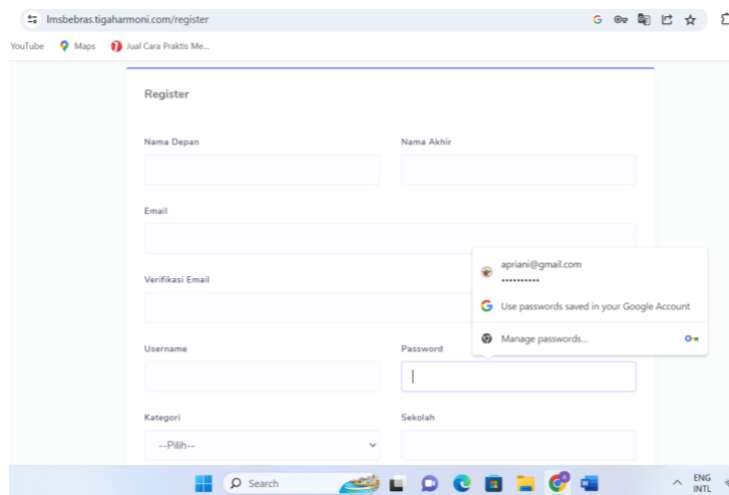 lmsbebras.tigaharmoni.com/register
YouTube Maps Jual Cara Praktis Me...
Register
Nama Depan Nama Akhir
Email
apriani@gmail.com
••••••••••
Verifikasi Email
Use passwords saved in your Google Account
Manage passwords...
Username Password
Kategori Sekolah
--Pilih--
Search
ENG
INTL